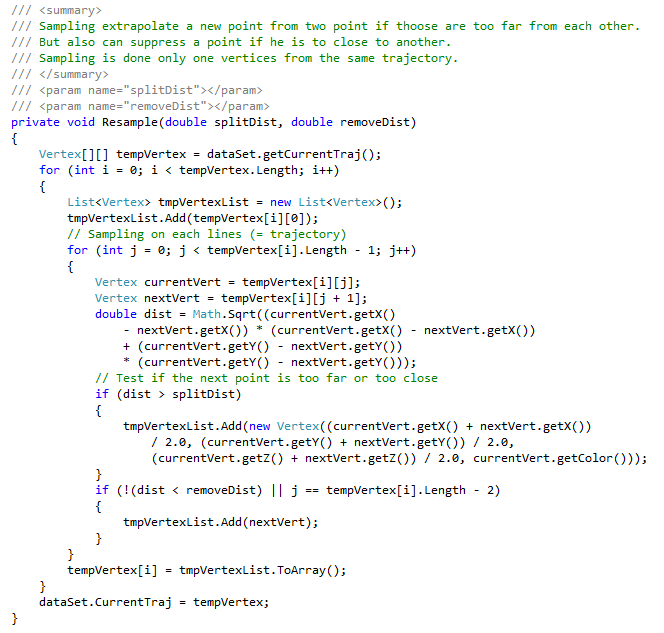 /// <summary>
/// Sampling extrapolate a new point from two point if thoose are too far from each other.
/// But also can suppress a point if he is to close to another.
/// Sampling is done only one vertices from the same trajectory.
/// </summary>
/// <param name="splitDist"></param>
/// <param name="removeDist"></param>
private void Resample(double splitDist, double removeDist)
{
    Vertex[][] tempVertex = dataSet.getCurrentTraj();
    for (int i = 0; i < tempVertex.Length; i++)
    {
        List<Vertex> tmpVertexList = new List<Vertex>();
        tmpVertexList.Add(tempVertex[i][0]);
        // Sampling on each lines (= trajectory)
        for (int j = 0; j < tempVertex[i].Length - 1; j++)
        {
            Vertex currentVert = tempVertex[i][j];
            Vertex nextVert = tempVertex[i][j + 1];
            double dist = Math.Sqrt((currentVert.getX()
                - nextVert.getX()) * (currentVert.getX() - nextVert.getX())
                + (currentVert.getY() - nextVert.getY())
                * (currentVert.getY() - nextVert.getY()));
            // Test if the next point is too far or too close
            if (dist > splitDist)
            {
                tmpVertexList.Add(new Vertex((currentVert.getX() + nextVert.getX())
                    / 2.0, (currentVert.getY() + nextVert.getY()) / 2.0,
                    (currentVert.getZ() + nextVert.getZ()) / 2.0, currentVert.getColor()));
            }
            if (!(dist < removeDist) || j == tempVertex[i].Length - 2)
            {
                tmpVertexList.Add(nextVert);
            }
        }
        tempVertex[i] = tmpVertexList.ToArray();
    }
    dataSet.CurrentTraj = tempVertex;
}